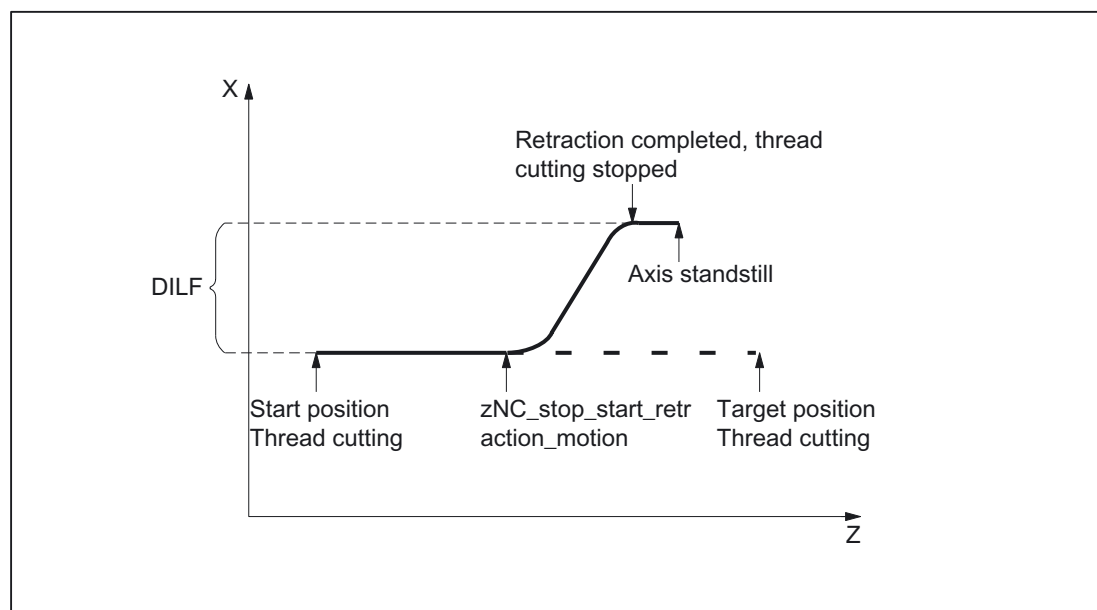 X
Retraction completed, thread
cutting stopped
Axis standstill
DILF
Start position
Thread cutting
zNC_stop_start_retr
action_motion
Target position
Thread cutting
Z